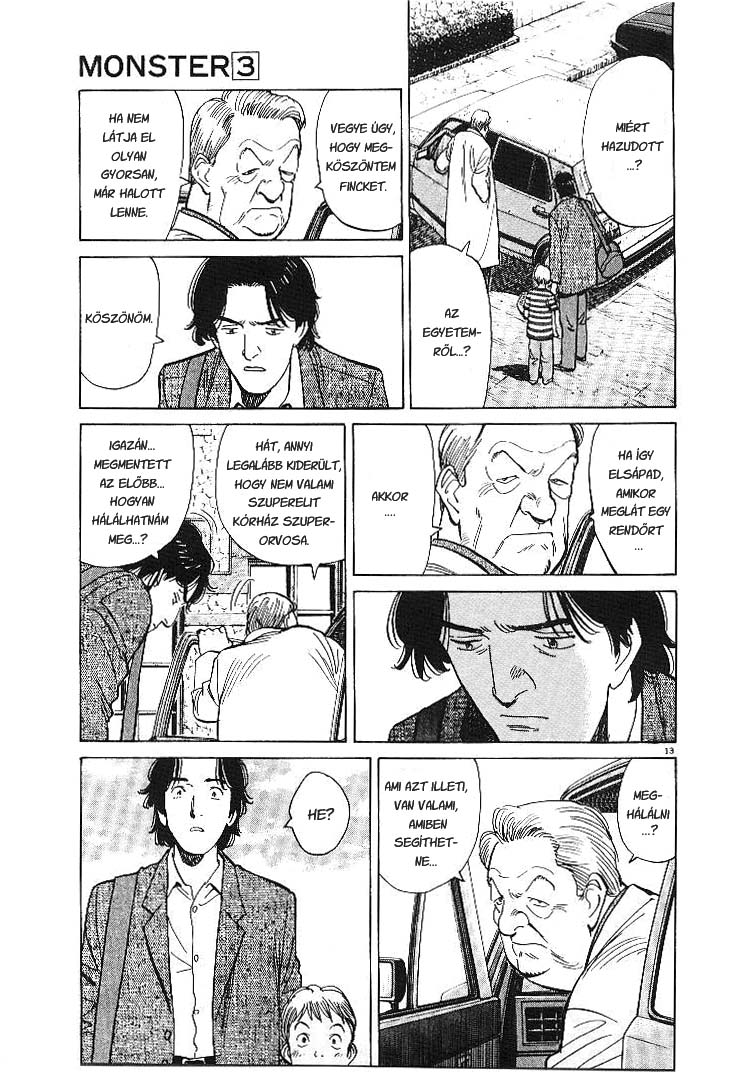 MONSTER 3
MIÉRT
HAZUDOTT
...?
AZ
EGYETEM-
RŐL...?
VEGYE ÚGY,
HOGY MEG-
KÖSZÖNTEM
FINCKET.
HA NEM
LÁTJA EL
OLYAN
GYORSAN,
MÁR HALOTT
LENNE.
KÖSZÖNÖM.
HA ÍGY
ELSÁPAD,
AMIKOR
MEGLÁT EGY
RENDŐRT
...
AKKOR
....
HÁT, ANNYI
LEGALÁBB KIDERÜLT,
HOGY NEM VALAMI
SZUPERELIT
KÓRHÁZ SZUPER-
ORVOSA.
IGAZÁN...
MEGMENTETT
AZ ELŐBB...
HOGYAN
HÁLÁLHATNÁM
MEG...?
13
MEG-
HÁLÁLNI
...?
AMI AZT ILLETI,
VAN VALAMI,
AMIBEN
SEGÍTHET-
NE...
HE?